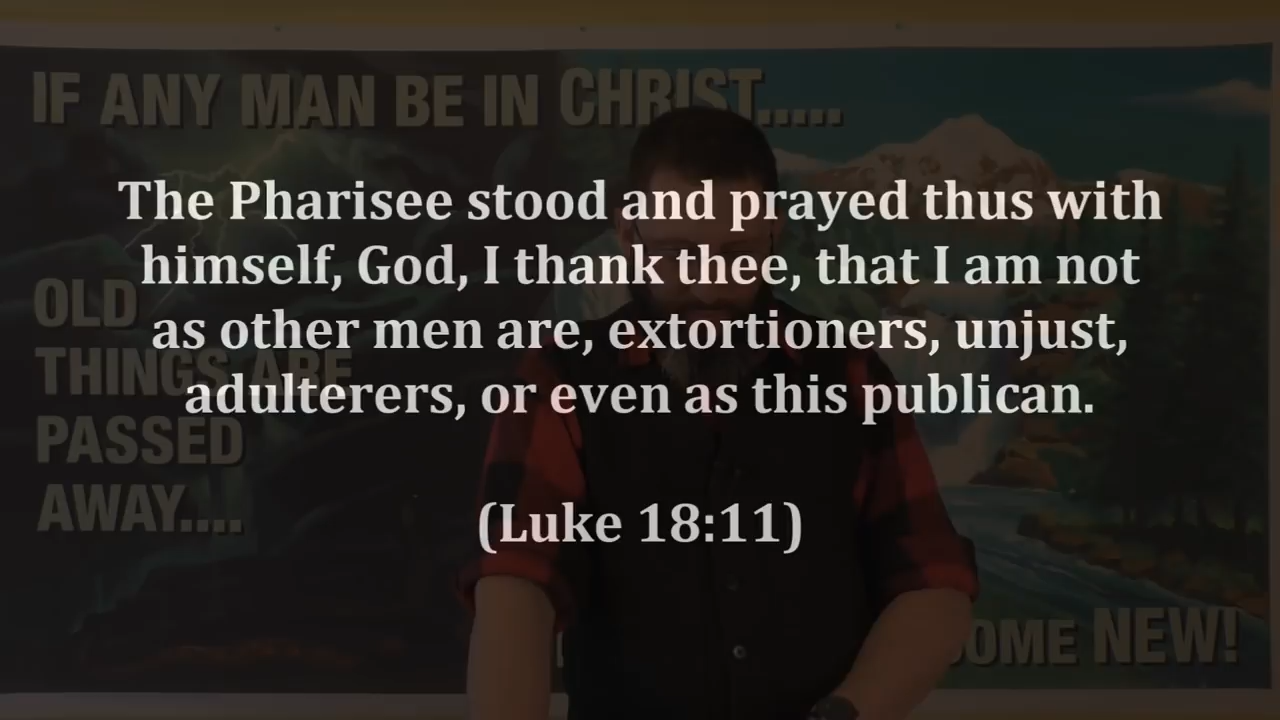 IF ANY MAN BE IN CHRIST.....
The Pharisee stood and prayed thus with
himself, God, I thank thee, that I am not
as other men are, extortioners, unjust,
adulterers, or even as this publican.
(Luke 18:11)
OLD
THINGS ARE
PASSED
AWAY....
NEW!